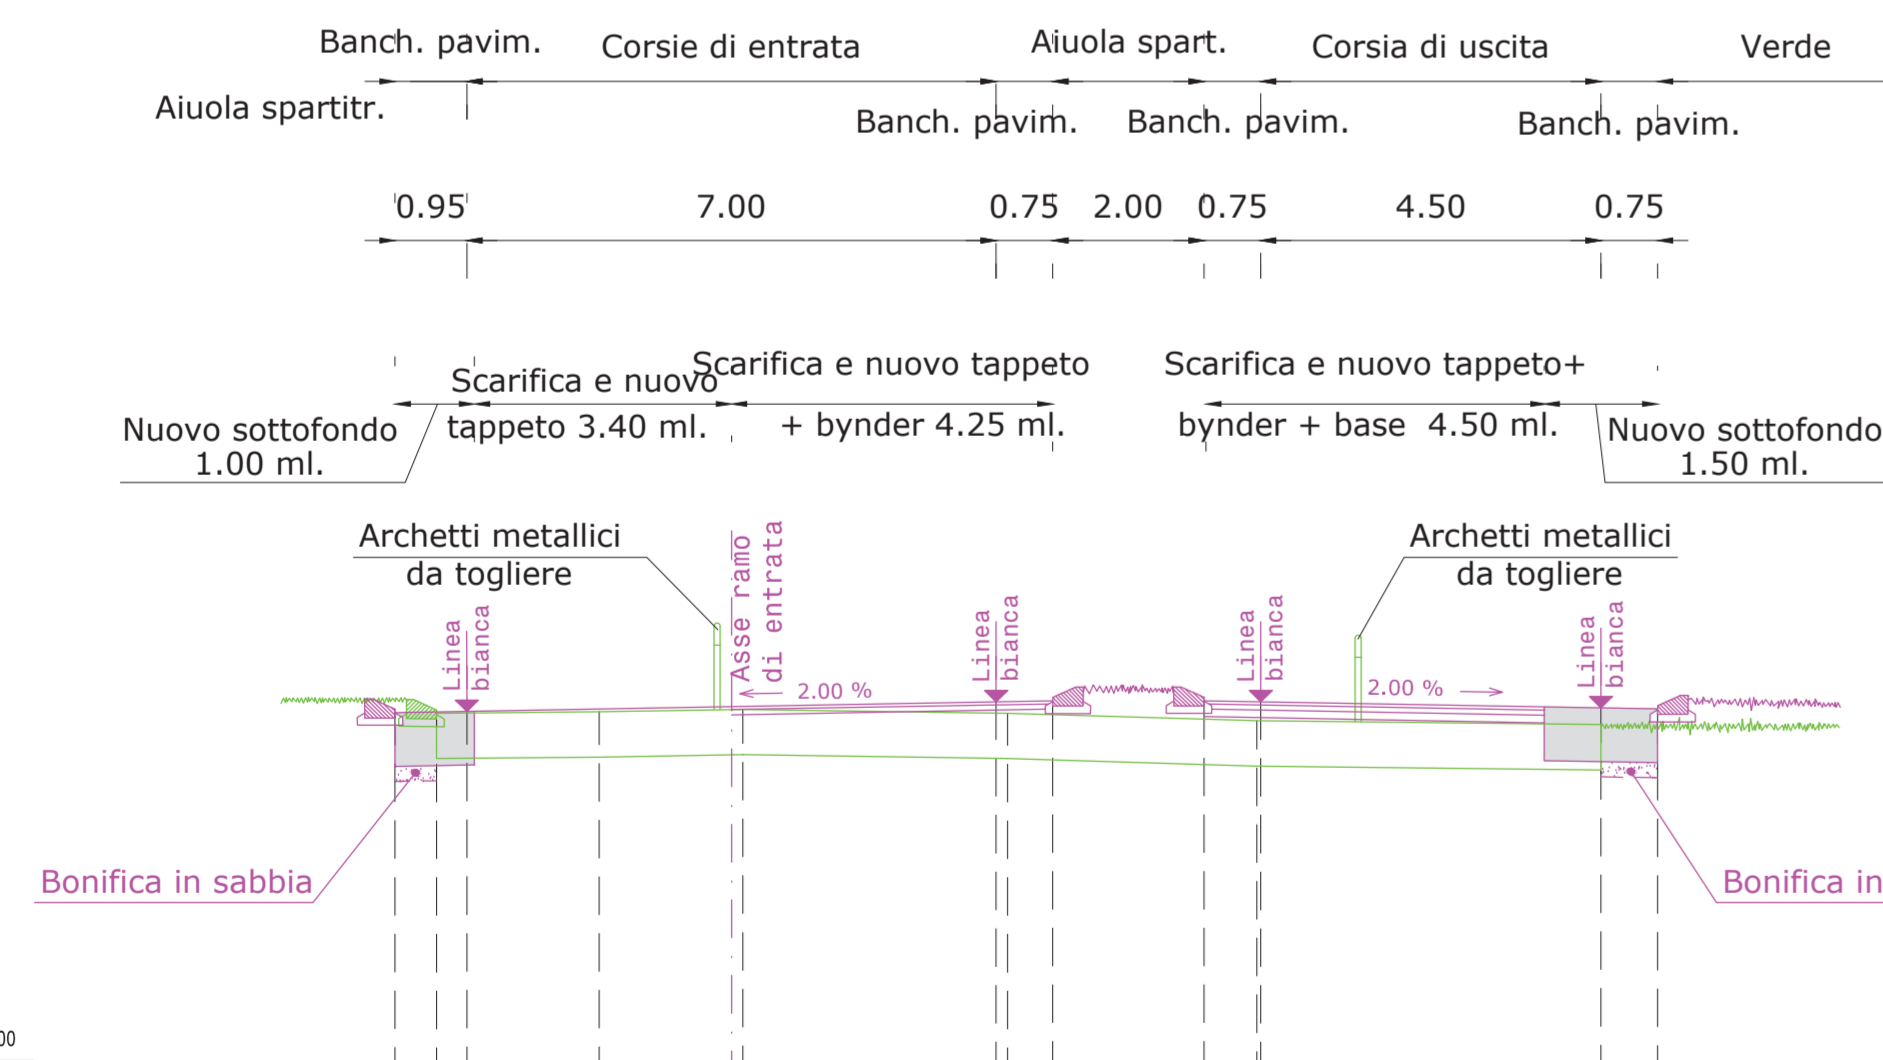 Banch. pavim.
Corsie di entrata
Aiuola spart.
Corsia di uscita
Verde
Aiuola spartitr.
Banch. pavim.
Banch. pavim.
Banch. pavim.
0.95
7.00
0.75
2.00
0.75
4.50
0.75
Nuovo sottofondo
1.00 ml.
Scarifica e nuovo
tappeto 3.40 ml.
Scarifica e nuovo tappeto
+ bynder 4.25 ml.
Scarifica e nuovo tappeto+
bynder + base 4.50 ml.
Nuovo sottofondo
1.50 ml.
Archetti metallici
da togliere
Asse ramo
di entrata
Archetti metallici
da togliere
Linea
bianca
Linea
bianca
Linea
bianca
Linea
bianca
2.00 %
2.00 %
Bonifica in sabbia
Bonifica in
00